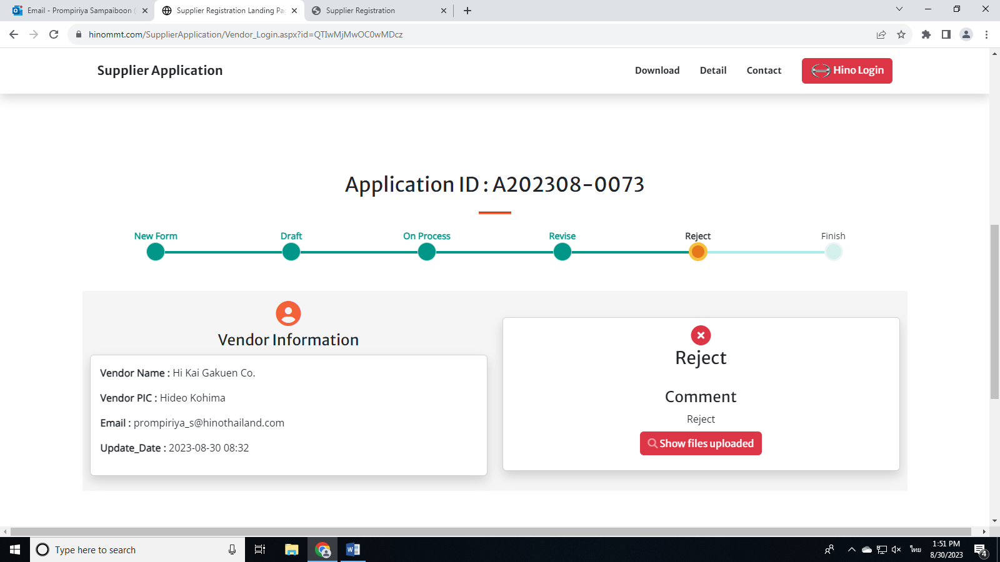 Email - Prompiriya Sampaiboon
Supplier Registration Landing Pa
Supplier Registration
hinommt.com/SupplierApplication/Vendor_Login.aspx?id=QTIwMjMwOC0wMDcz
Supplier Application
Download
Detail
Contact
Hino Login
Application ID : A202308-0073
New Form
Draft
On Process
Revise
Reject
Finish
Vendor Information
Vendor Name : Hi Kai Gakuen Co.
Vendor PIC : Hideo Kohima
Email : prompiriya_s@hinothailand.com
Update_Date : 2023-08-30 08:32
Reject
Comment
Reject
Show files uploaded
Type here to search
ไทย
1:51 PM
8/30/2023
4